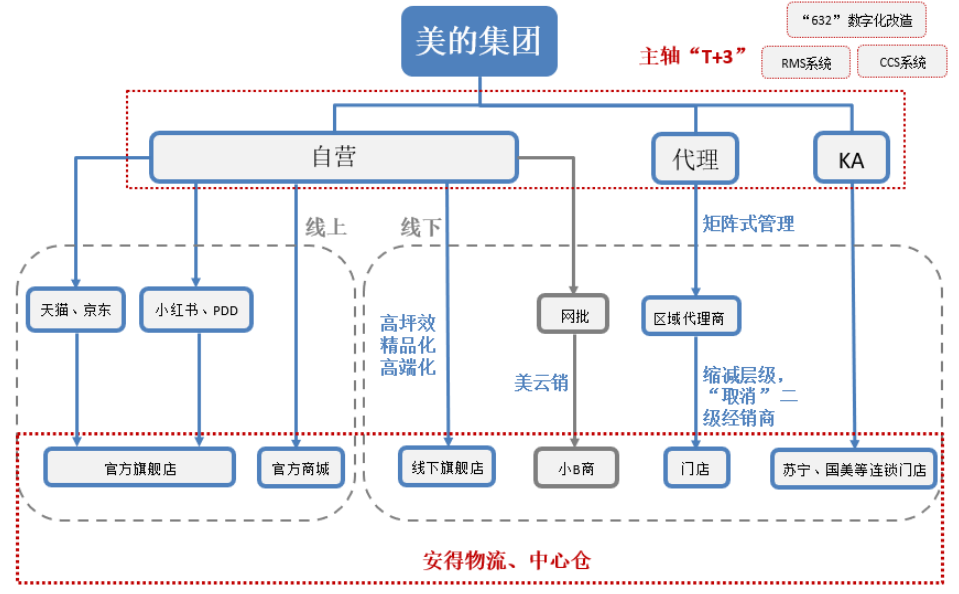 美的集团
主轴“T+3”
“632”数字化改造
RMS系统
CCS系统
自营
代理
KA
线上
线下
矩阵式管理
天猫、京东
小红书、PDD
高坪效
精品化
高端化
网批
区域代理商
美云销
缩减层级，
“取消”二
级经销商
官方旗舰店
官方商城
线下旗舰店
小B商
门店
苏宁、国美等连锁门店
安得物流、中心仓